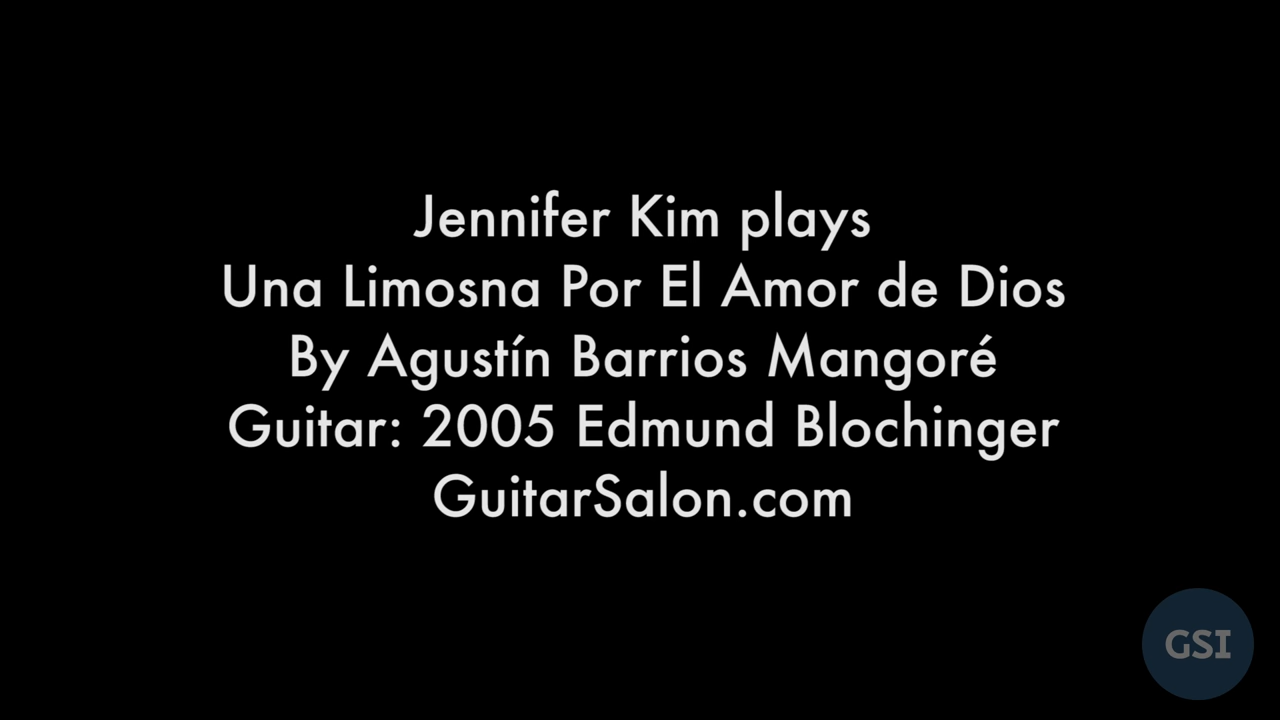 Jennifer Kim plays
Una Limosna Por El Amor de Dios
By Agustín Barrios Mangoré
Guitar: 2005 Edmund Blochinger
GuitarSalon.com
GSI